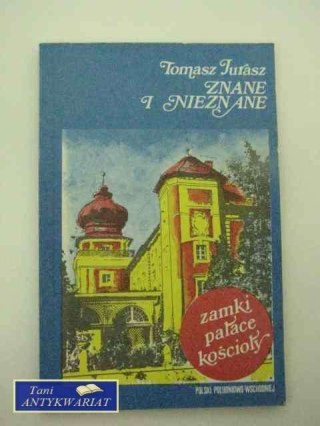 Tomasz Jurasz
ZNANE
I NIEZNANE
zamki
pałace
kościoły
POLSKI POŁUDNIOWO-WSCHODNIEJ
Tani
ANTYKWARIAT